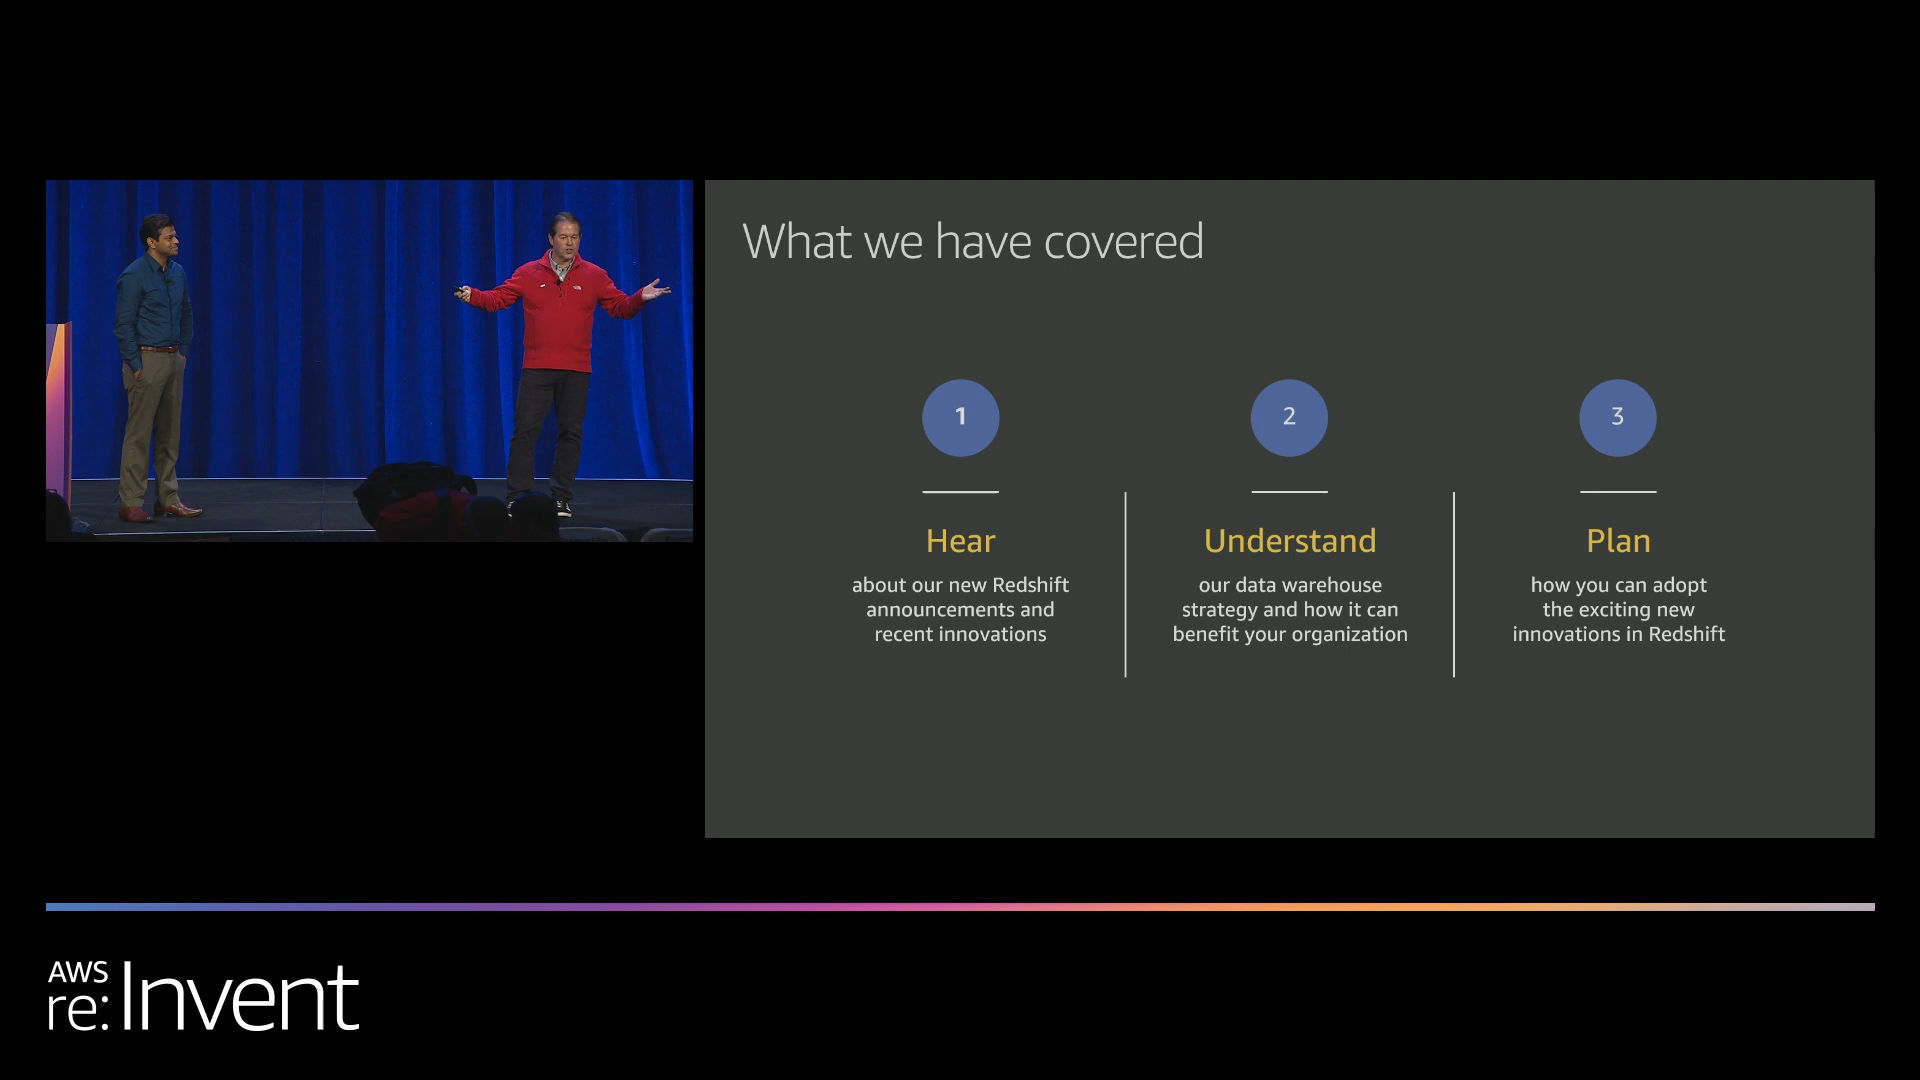 What we have covered
1
2
3
Hear
about our new Redshift
announcements and
recent innovations
Understand
our data warehouse
strategy and how it can
benefit your organization
Plan
how you can adopt
the exciting new
innovations in Redshift
AWS
re:Invent